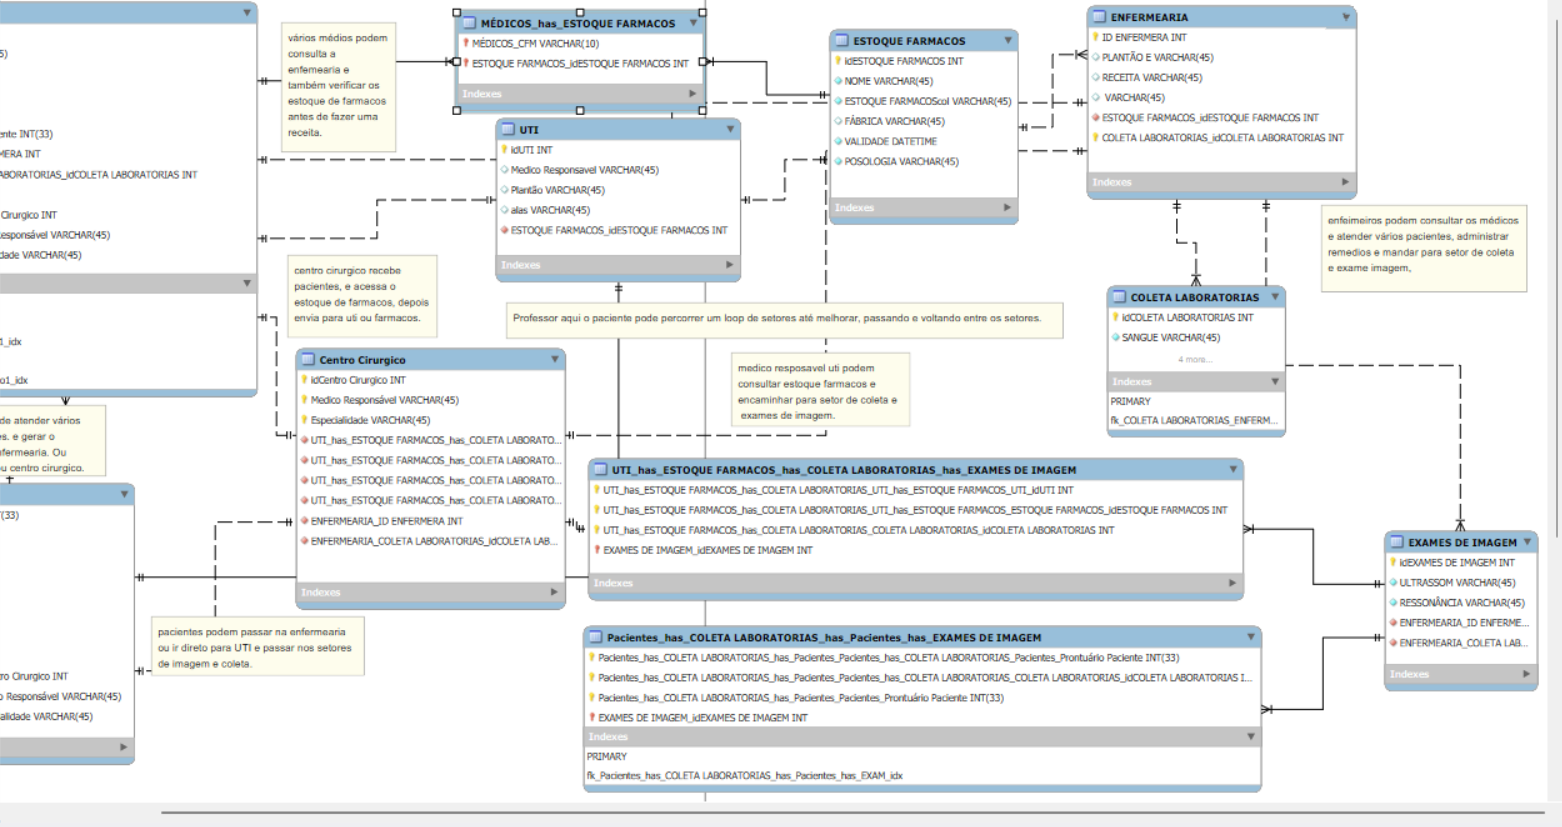 5)
ente INT(33)
MERA INT
ABORATORIAS_idCOLETA LABORATORIAS INT
Cirurgico INT
esponsável VARCHAR(45)
dade VARCHAR(45)
1_idx
o1_idx
vários médios podem
consulta a
enfemearia e
também verificar os
estoque de farmacos
antes de fazer uma
receita.
MÉDICOS_has_ESTOQUE FARMACOS
MÉDICOS_CFM VARCHAR(10)
ESTOQUE FARMACOS_idESTOQUE FARMACOS INT
Indexes
UTI
idUTI INT
Medico Responsavel VARCHAR(45)
Plantão VARCHAR(45)
alas VARCHAR(45)
ESTOQUE FARMACOS_idESTOQUE FARMACOS INT
Indexes
ESTOQUE FARMACOS
idESTOQUE FARMACOS INT
NOME VARCHAR(45)
ESTOQUE FARMACOScol VARCHAR(45)
FÁBRICA VARCHAR(45)
VALIDADE DATETIME
POSOLOGIA VARCHAR(45)
Indexes
ENFERMEARIA
ID ENFERMERA INT
PLANTÃO E VARCHAR(45)
RECEITA VARCHAR(45)
VARCHAR(45)
ESTOQUE FARMACOS_idESTOQUE FARMACOS INT
COLETA LABORATORIAS_idCOLETA LABORATORIAS INT
Indexes
enfeimeiros podem consultar os médicos
e atender vários pacientes, administrar
remedios e mandar para setor de coleta
e exame imagem,
centro cirurgico recebe
pacientes, e acessa o
estoque de farmacos, depois
envia para uti ou farmacos.
Professor aqui o paciente pode percorrer um loop de setores até melhorar, passando e voltando entre os setores.
COLETA LABORATORIAS
idCOLETA LABORATORIAS INT
SANGUE VARCHAR(45)
4 more...
Indexes
PRIMARY
fk_COLETA LABORATORIAS_ENFERM...
medico resposavel uti podem
consultar estoque farmacos e
encaminhar para setor de coleta e
exames de imagem.
Centro Cirurgico
idCentro Cirurgico INT
Medico Responsável VARCHAR(45)
Especialidade VARCHAR(45)
UTI_has_ESTOQUE FARMACOS_has_COLETA LABORATO...
UTI_has_ESTOQUE FARMACOS_has_COLETA LABORATO...
UTI_has_ESTOQUE FARMACOS_has_COLETA LABORATO...
UTI_has_ESTOQUE FARMACOS_has_COLETA LABORATO...
ENFERMEARIA_ID ENFERMERA INT
ENFERMEARIA_COLETA LABORATORIAS_idCOLETA LAB...
Indexes
de atender vários
es. e gerar o
fermearia. Ou
u centro cirurgico.
(33)
ro Cirurgico INT
o Responsável VARCHAR(45)
alidade VARCHAR(45)
pacientes podem passar na enfermearia
ou ir direto para UTI e passar nos setores
de imagem e coleta.
UTI_has_ESTOQUE FARMACOS_has_COLETA LABORATORIAS_has_EXAMES DE IMAGEM
UTI_has_ESTOQUE FARMACOS_has_COLETA LABORATORIAS_UTI_has_ESTOQUE FARMACOS_UTI_idUTI INT
UTI_has_ESTOQUE FARMACOS_has_COLETA LABORATORIAS_UTI_has_ESTOQUE FARMACOS_ESTOQUE FARMACOS_idESTOQUE FARMACOS INT
UTI_has_ESTOQUE FARMACOS_has_COLETA LABORATORIAS_COLETA LABORATORIAS_idCOLETA LABORATORIAS INT
EXAMES DE IMAGEM_idEXAMES DE IMAGEM INT
Indexes
EXAMES DE IMAGEM
idEXAMES DE IMAGEM INT
ULTRASSOM VARCHAR(45)
RESSONÂNCIA VARCHAR(45)
ENFERMEARIA_ID ENFERME...
ENFERMEARIA_COLETA LAB...
Indexes
Pacientes_has_COLETA LABORATORIAS_has_Pacientes_has_EXAMES DE IMAGEM
Pacientes_has_COLETA LABORATORIAS_has_Pacientes_Pacientes_has_COLETA LABORATORIAS_Pacientes_Prontuário Paciente INT(33)
Pacientes_has_COLETA LABORATORIAS_has_Pacientes_Pacientes_has_COLETA LABORATORIAS_COLETA LABORATORIAS_idCOLETA LABORATORIAS I...
Pacientes_has_COLETA LABORATORIAS_has_Pacientes_Pacientes_Prontuário Paciente INT(33)
EXAMES DE IMAGEM_idEXAMES DE IMAGEM INT
Indexes
PRIMARY
fk_Pacientes_has_COLETA LABORATORIAS_has_Pacientes_has_EXAM_idx